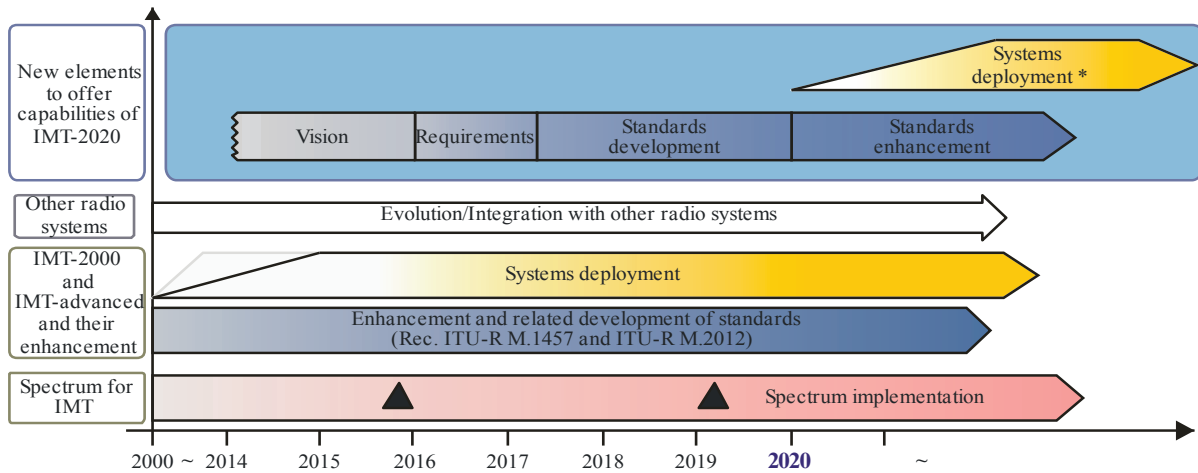 New elements
to offer
capabilities of
IMT-2020
Systems
deployment *
Vision
Requirements
Standards
development
Standards
enhancement
Other radio
systems
Evolution/Integration with other radio systems
IMT-2000
and
IMT-advanced
and their
enhancement
Systems deployment
Enhancement and related development of standards
(Rec. ITU-R M.1457 and ITU-R M.2012)
Spectrum for
IMT
Spectrum implementation
2000 ~ 2014 2015 2016 2017 2018 2019 2020 ~